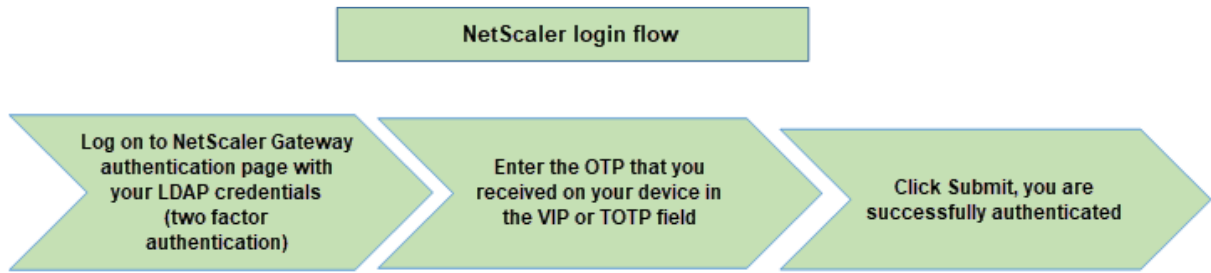 NetScaler login flow
Log on to NetScaler Gateway
authentication page with
your LDAP credentials
(two factor
authentication)
Enter the OTP that you
received on your device in
the VIP or TOTP field
Click Submit, you are
successfully authenticated